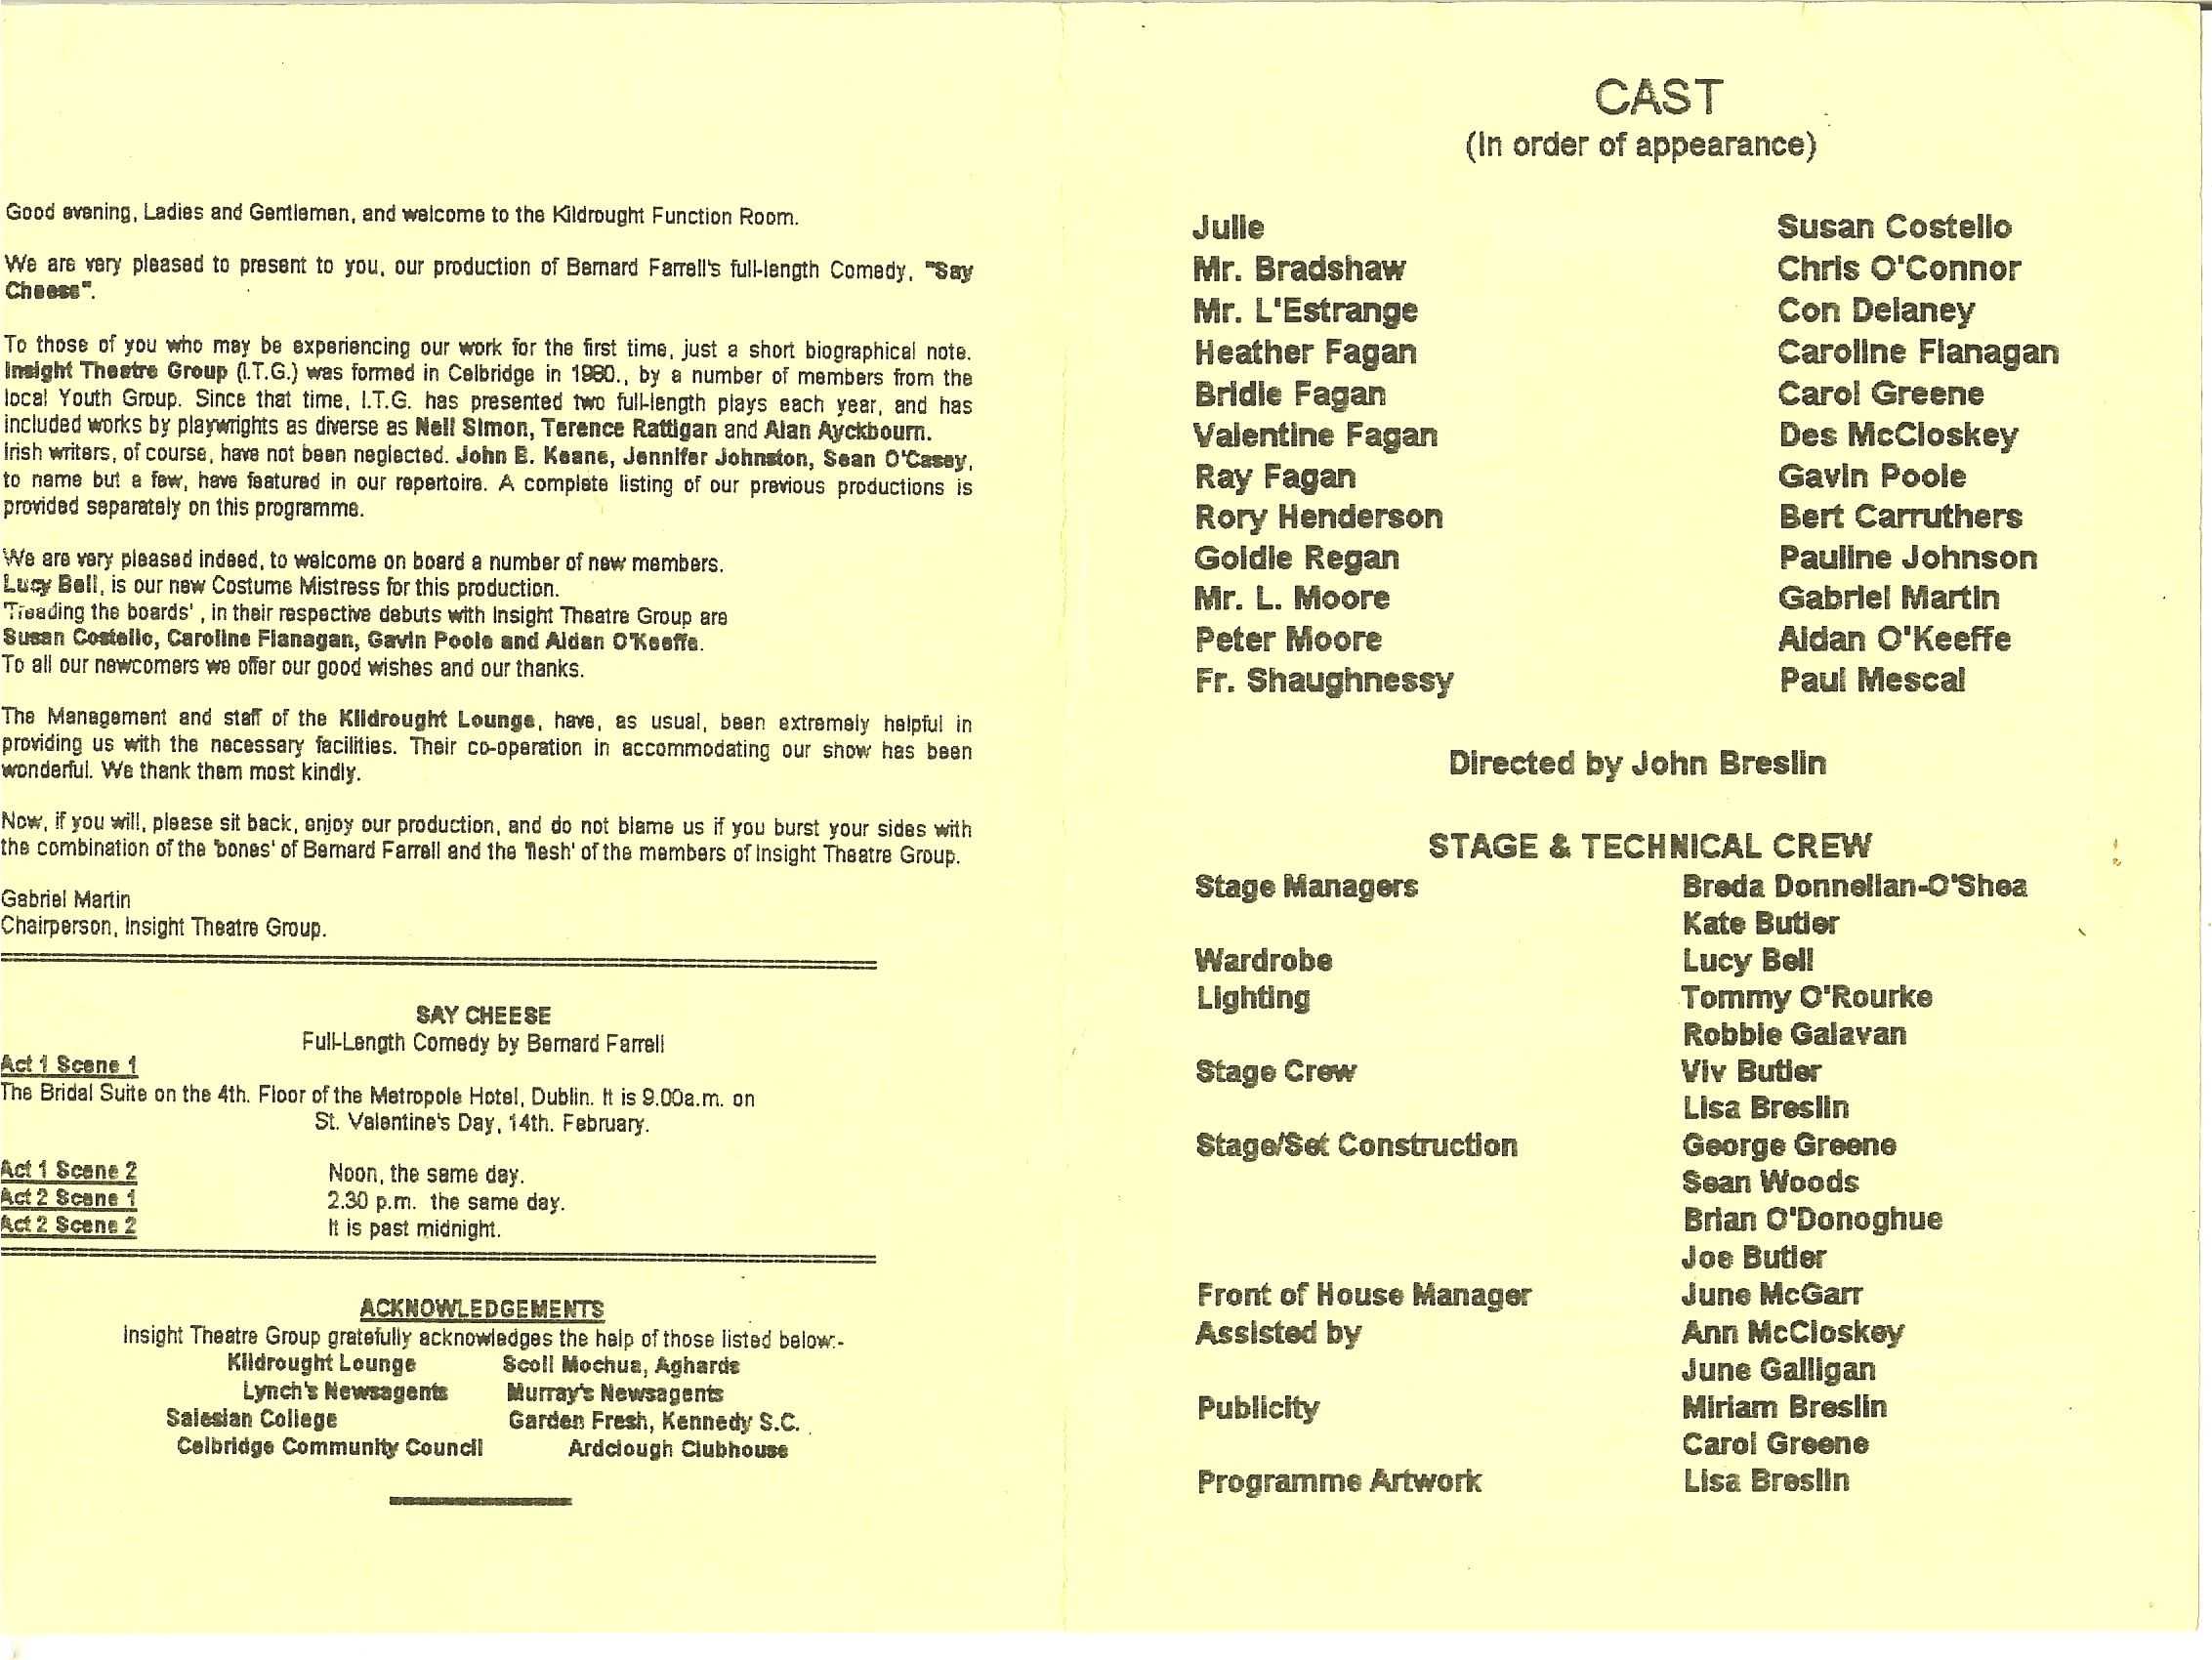 Good evening, Ladies and Gentlemen, and welcome to the Kildrought Function Room.
We are very pleased to present to you, our production of Bernard Farrell's full-length Comedy, "Say
Cheese".
To those of you who may be experiencing our work for the first time, just a short biographical note.
Insight Theatre Group (I.T.G.) was formed in Celbridge in 1980., by a number of members from the
local Youth Group. Since that time, I.T.G. has presented two full-length plays each year, and has
included works by playwrights as diverse as Neil Simon, Terence Rattigan and Alan Ayckbourn.
Irish writers, of course, have not been neglected. John B. Keane, Jennifer Johnston, Sean O'Casey,
to name but a few, have featured in our repertoire. A complete listing of our previous productions is
provided separately on this programme.
We are very pleased indeed, to welcome on board a number of new members.
Lucy Bell, is our new Costume Mistress for this production.
'Treading the boards' , in their respective debuts with Insight Theatre Group are
Susan Costello, Caroline Flanagan, Gavin Poole and Aidan O'Keeffe.
To all our newcomers we offer our good wishes and our thanks.
The Management and staff of the Kildrought Lounge, have, as usual, been extremely helpful in
providing us with the necessary facilities. Their co-operation in accommodating our show has been
wonderful. We thank them most kindly.
Now, if you will, please sit back, enjoy our production, and do not blame us if you burst your sides with
the combination of the 'bones' of Bernard Farrell and the 'flesh' of the members of Insight Theatre Group.
Gabriel Martin
Chairperson, Insight Theatre Group.
SAY CHEESE
Full-Length Comedy by Bernard Farrell
Act 1 Scene 1
The Bridal Suite on the 4th. Floor of the Metropole Hotel, Dublin. It is 9.00a.m. on
St. Valentine's Day, 14th. February.
Act 1 Scene 2 Noon, the same day.
Act 2 Scene 1 2.30 p.m. the same day.
Act 2 Scene 2 It is past midnight.
ACKNOWLEDGEMENTS
Insight Theatre Group gratefully acknowledges the help of those listed below:-
Kildrought Lounge Scoil Mochua, Aghards
Lynch's Newsagents Murray's Newsagents
Salesian College Garden Fresh, Kennedy S.C.
Celbridge Community Council Ardclough Clubhouse
CAST
(In order of appearance)
Julie Susan Costello
Mr. Bradshaw Chris O'Connor
Mr. L'Estrange Con Delaney
Heather Fagan Caroline Flanagan
Bridie Fagan Carol Greene
Valentine Fagan Des McCloskey
Ray Fagan Gavin Poole
Rory Henderson Bert Carruthers
Goldie Regan Pauline Johnson
Mr. L. Moore Gabriel Martin
Peter Moore Aidan O'Keeffe
Fr. Shaughnessy Paul Mescal
Directed by John Breslin
STAGE & TECHNICAL CREW
Stage Managers Breda Donnellan-O'Shea
Kate Butler
Wardrobe Lucy Bell
Lighting Tommy O'Rourke
Robbie Galavan
Stage Crew Viv Butler
Lisa Breslin
Stage/Set Construction George Greene
Sean Woods
Brian O'Donoghue
Joe Butler
Front of House Manager June McGarr
Assisted by Ann McCloskey
June Galligan
Publicity Miriam Breslin
Carol Greene
Programme Artwork Lisa Breslin